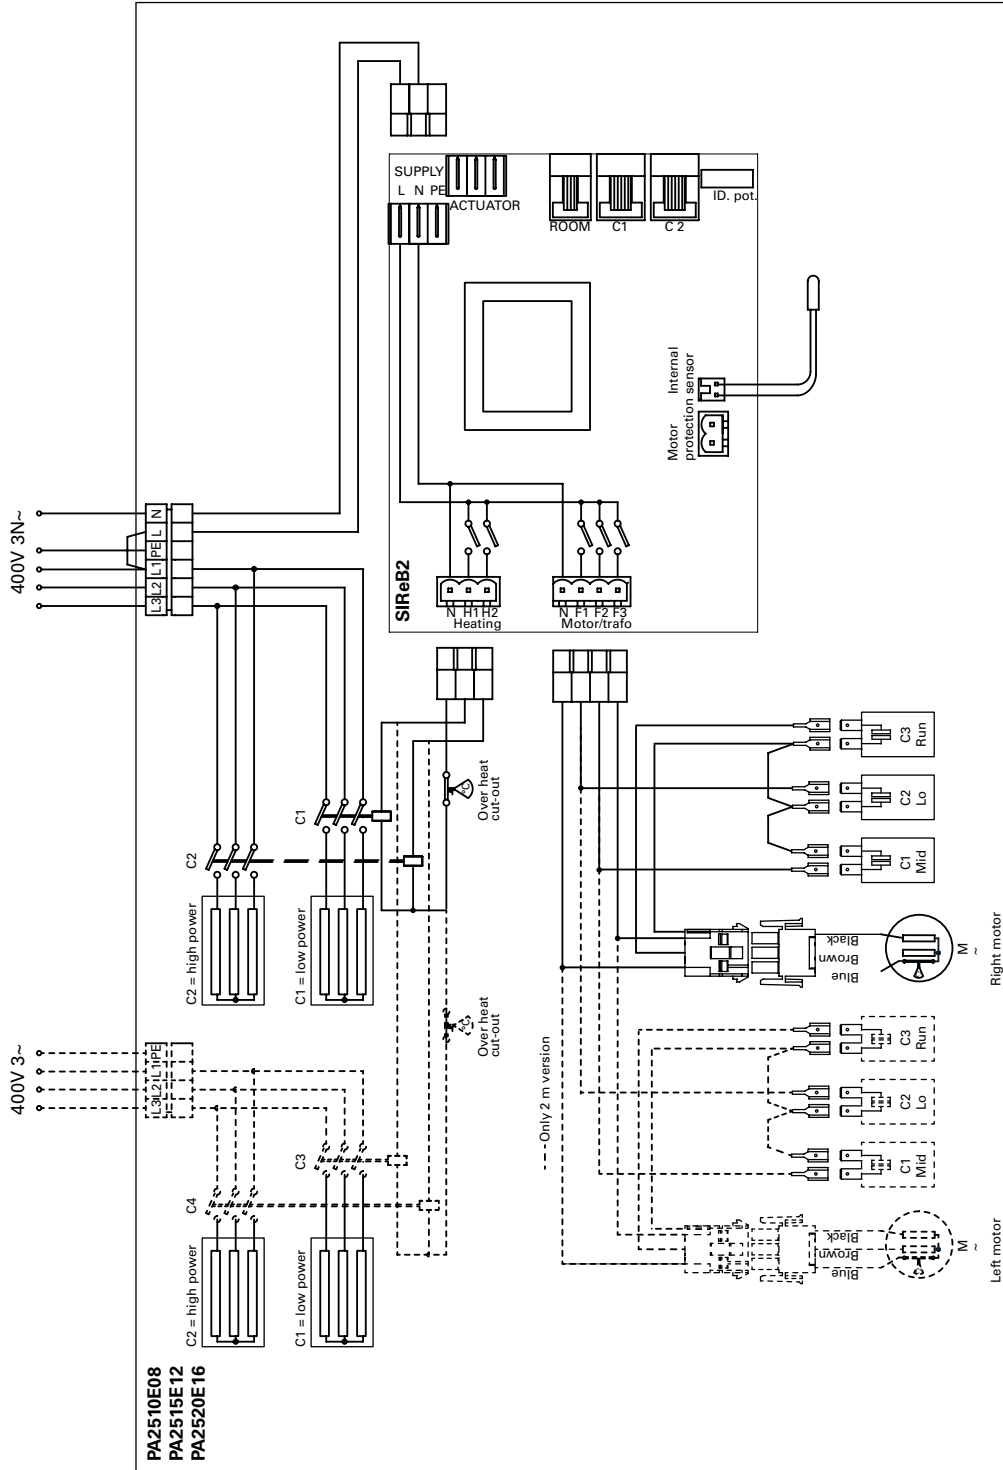 400V 3N~
L3 L2 L1 PE L N
SUPPLY
L N PE
ACTUATOR
ROOM
C1
C 2
ID. pot.
Motor
protection sensor
Internal
SIReB2
N H1 H2
Heating
N F1 F2 F3
Motor/trafo
C2
C1
C2 = high power
C1 = low power
°C
Over heat
cut-out
°C
Over heat
cut-out
400V 3~
L3 L2 L1 PE
C3
C4
C2 = high power
C1 = low power
--- Only 2 m version
C3
Run
C2
Lo
C1
Mid
Black
Brown
Blue
M
~
Right motor
C3
Run
C2
Lo
C1
Mid
Black
Brown
Blue
M
~
Left motor
PA2510E08
PA2515E12
PA2520E16